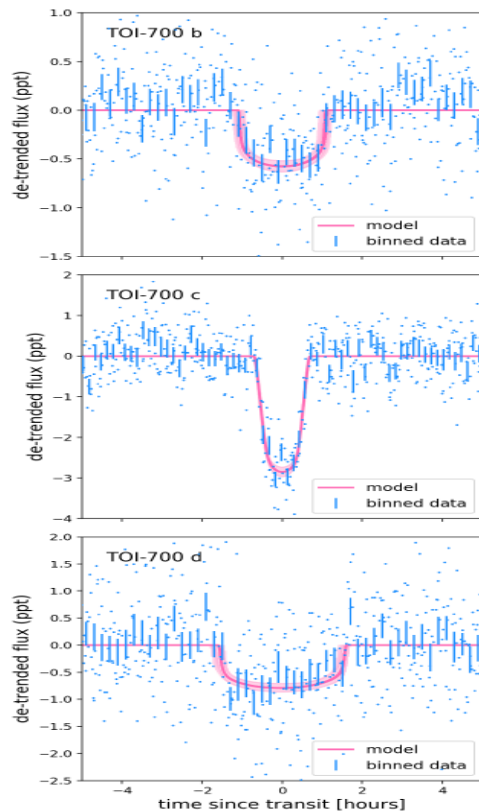 1.0
TOI-700 b
0.5
0.0
−0.5
−1.0
−1.5
de-trended flux (ppt)
model
binned data
2
TOI-700 c
1
0
−1
−2
−3
−4
de-trended flux (ppt)
model
binned data
2.0
TOI-700 d
1.5
1.0
0.5
0.0
−0.5
−1.0
−1.5
−2.0
−2.5
de-trended flux (ppt)
model
binned data
−4 −2 0 2 4
time since transit [hours]